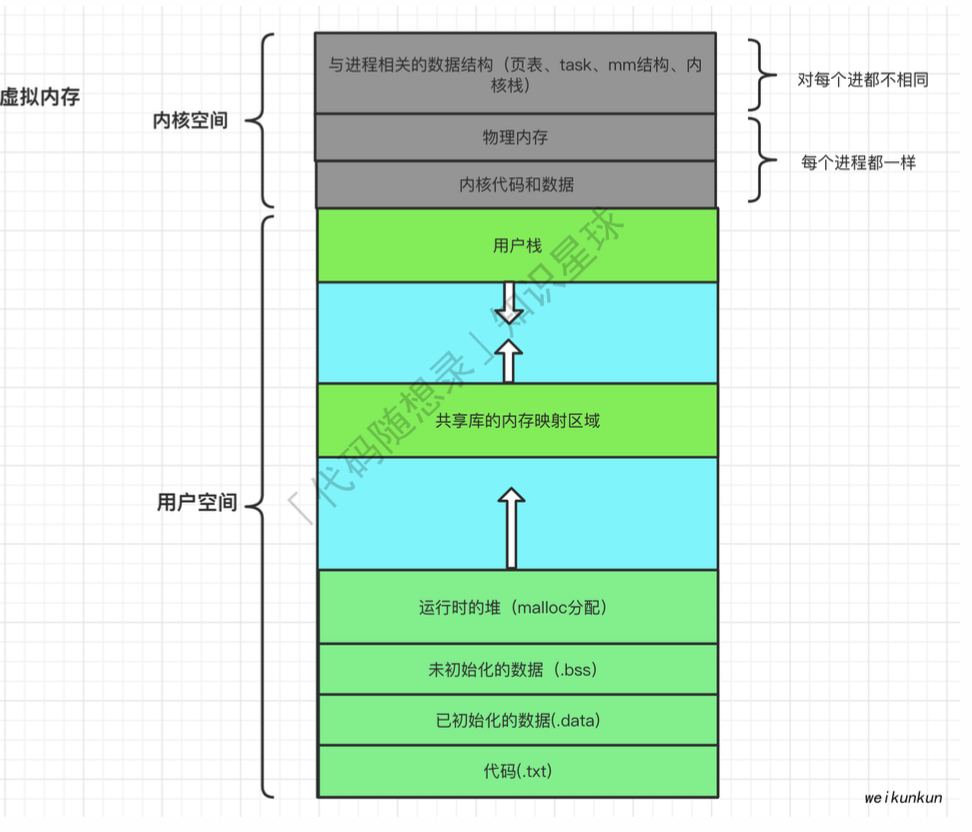 与进程相关的数据结构（页表、task、mm结构、内
核栈）
对每个进都不相同
虚拟内存
内核空间
物理内存
每个进程都一样
内核代码和数据
用户栈
共享库的内存映射区域
用户空间
运行时的堆（malloc分配）
未初始化的数据（.bss）
已初始化的数据(.data)
代码(.txt)
「代码随想录」知识星球
weikunkun